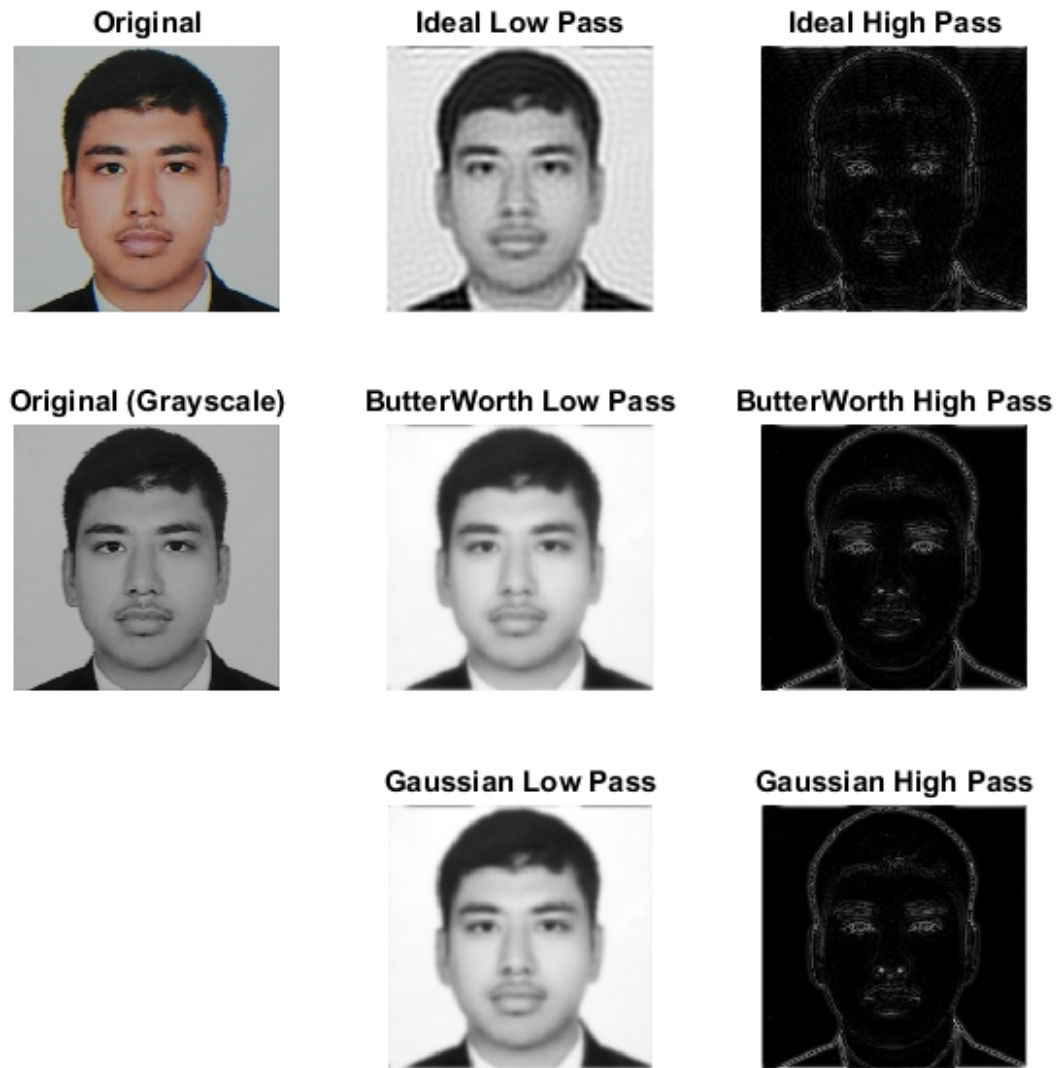 Original
Ideal Low Pass
Ideal High Pass
Original (Grayscale)
ButterWorth Low Pass
ButterWorth High Pass
Gaussian Low Pass
Gaussian High Pass